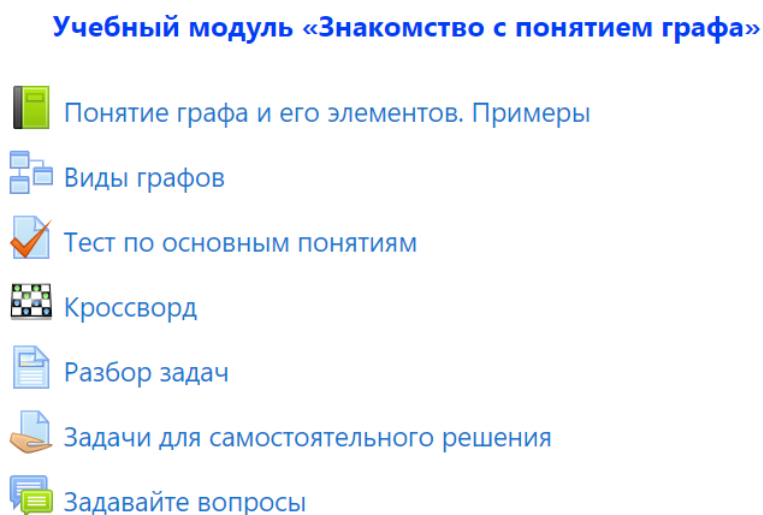 Учебный модуль «Знакомство с понятием графа»
Понятие графа и его элементов. Примеры
Виды графов
Тест по основным понятиям
Кроссворд
Разбор задач
Задачи для самостоятельного решения
Задавайте вопросы